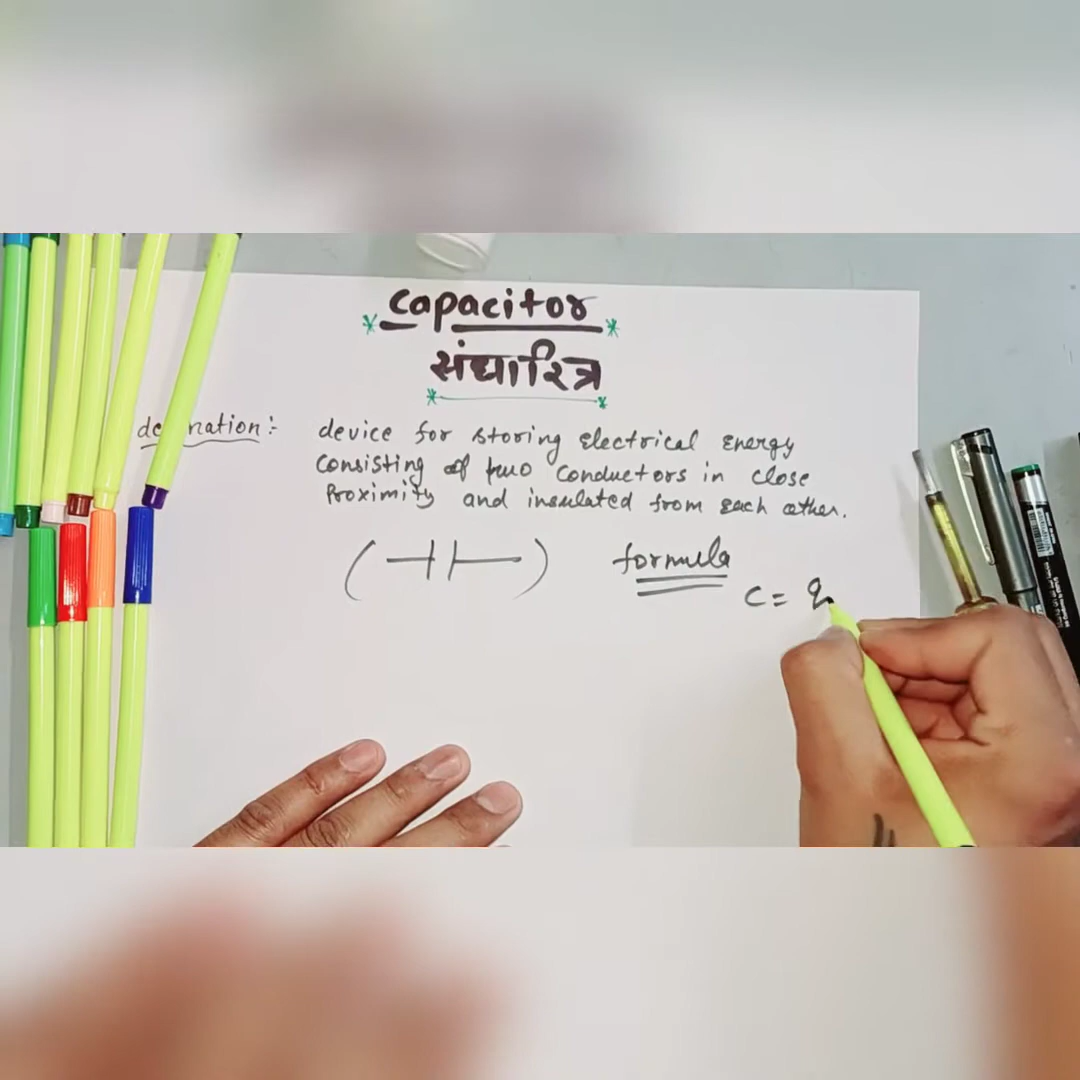 Capacitor
संधारित्र
device for storing electrical energy
consisting of two conductors in close
Proximity and insulated from each other.
formula
C =